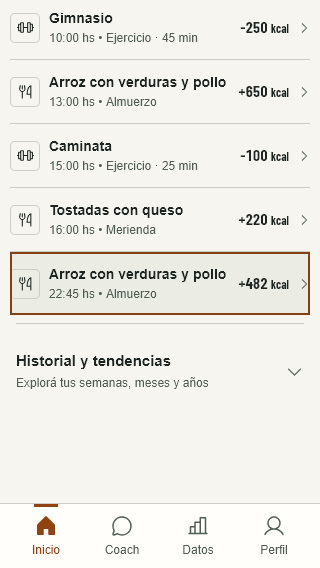 Gimnasio
-250 kcal
10:00 hs • Ejercicio · 45 min
Arroz con verduras y pollo
+650 kcal
13:00 hs • Almuerzo
Caminata
-100 kcal
15:00 hs • Ejercicio · 25 min
Tostadas con queso
+220 kcal
16:00 hs • Merienda
Arroz con verduras y pollo
+482 kcal
22:45 hs • Almuerzo
Historial y tendencias
Explorá tus semanas, meses y años
Inicio
Coach
Datos
Perfil